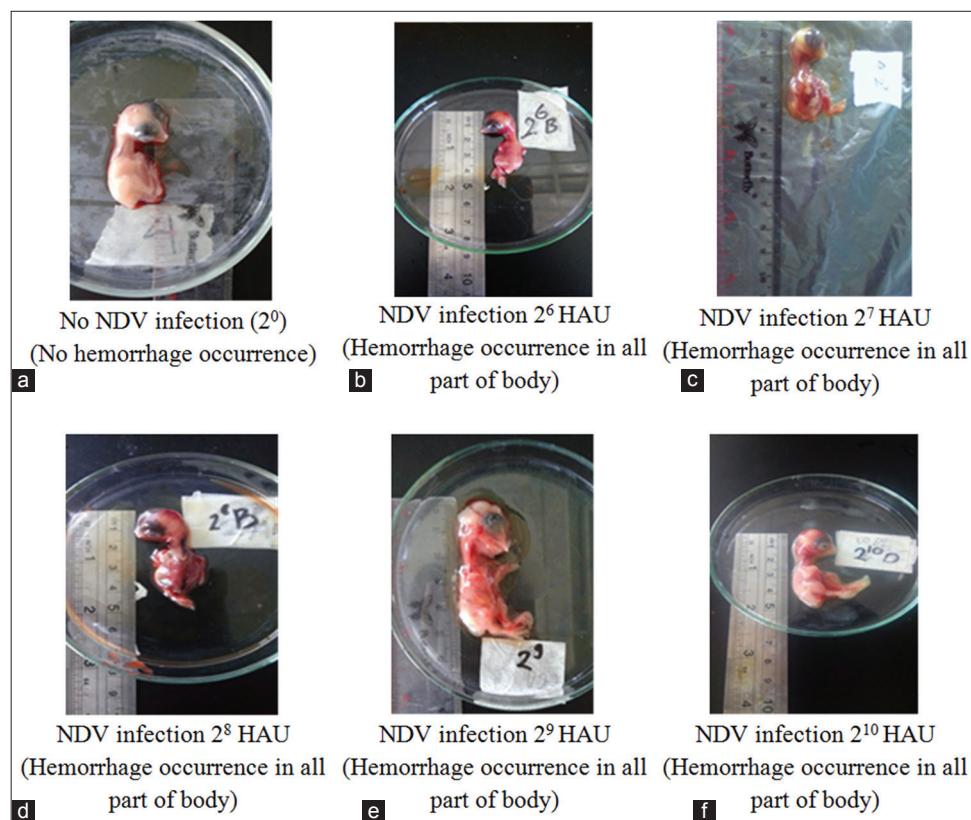 No NDV infection (2⁰)
(No hemorrhage occurrence)
a
2⁶B
NDV infection 2⁶ HAU
(Hemorrhage occurrence in all
part of body)
b
NDV infection 2⁷ HAU
(Hemorrhage occurrence in all
part of body)
c
2⁸B
NDV infection 2⁸ HAU
(Hemorrhage occurrence in all
part of body)
d
2⁹
NDV infection 2⁹ HAU
(Hemorrhage occurrence in all
part of body)
e
2¹⁰D
NDV infection 2¹⁰ HAU
(Hemorrhage occurrence in all
part of body)
f